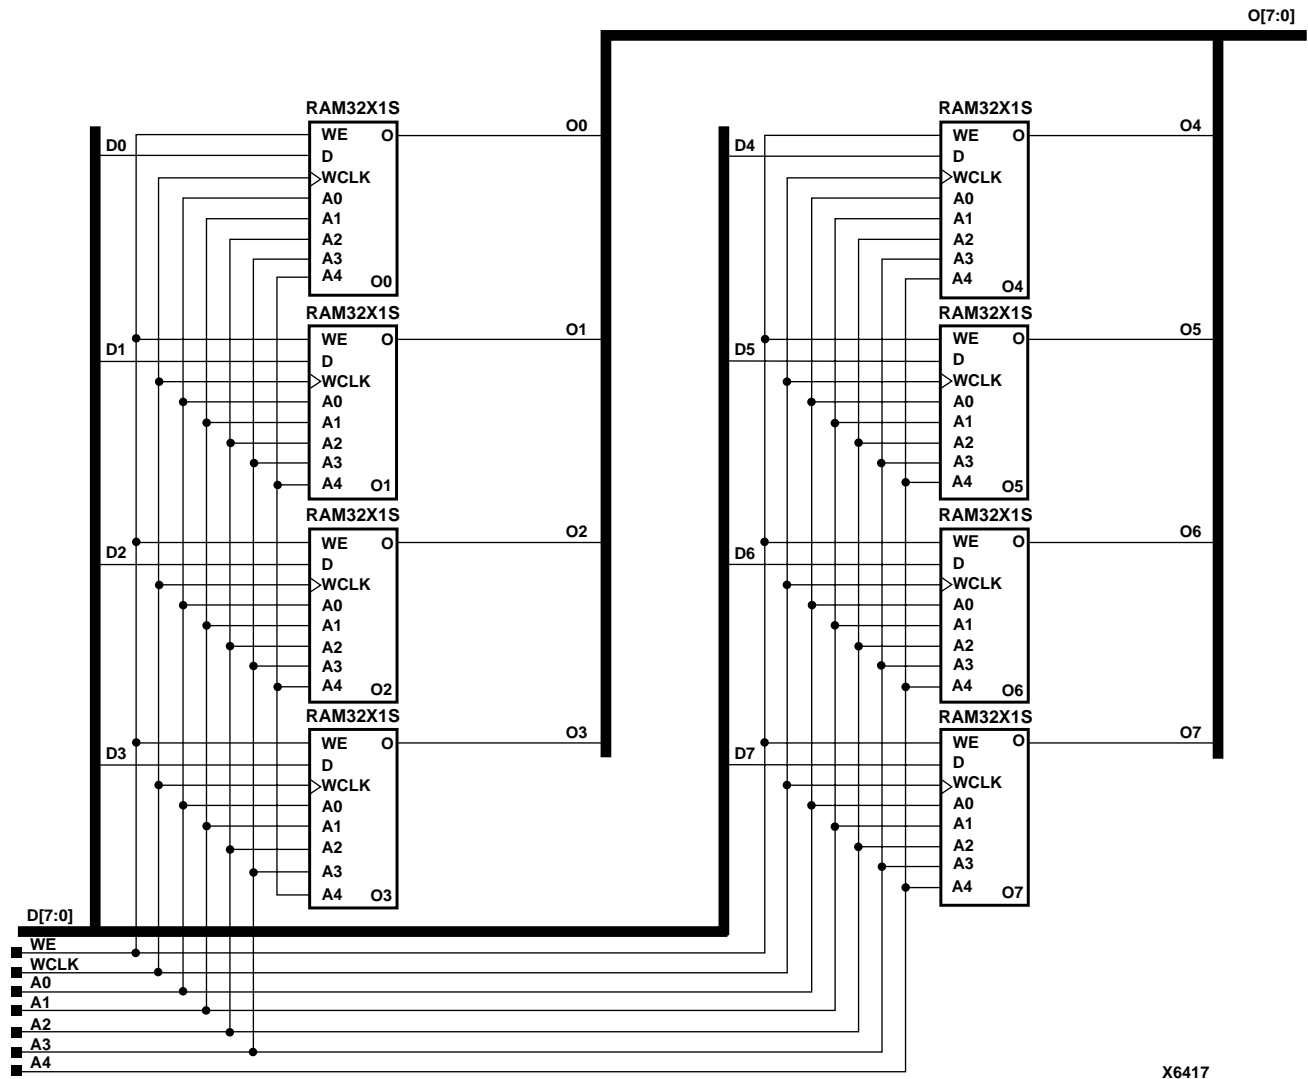 O[7:0]
RAM32X1S
D0
WE
O
D
WCLK
A0
A1
A2
A3
A4
O0
O0
RAM32X1S
D1
WE
O
D
WCLK
A0
A1
A2
A3
A4
O1
O1
RAM32X1S
D2
WE
O
D
WCLK
A0
A1
A2
A3
A4
O2
O2
RAM32X1S
D3
WE
O
D
WCLK
A0
A1
A2
A3
A4
O3
O3
RAM32X1S
D4
WE
O
D
WCLK
A0
A1
A2
A3
A4
O4
O4
RAM32X1S
D5
WE
O
D
WCLK
A0
A1
A2
A3
A4
O5
O5
RAM32X1S
D6
WE
O
D
WCLK
A0
A1
A2
A3
A4
O6
O6
RAM32X1S
D7
WE
O
D
WCLK
A0
A1
A2
A3
A4
O7
O7
D[7:0]
WE
WCLK
A0
A1
A2
A3
A4
X6417